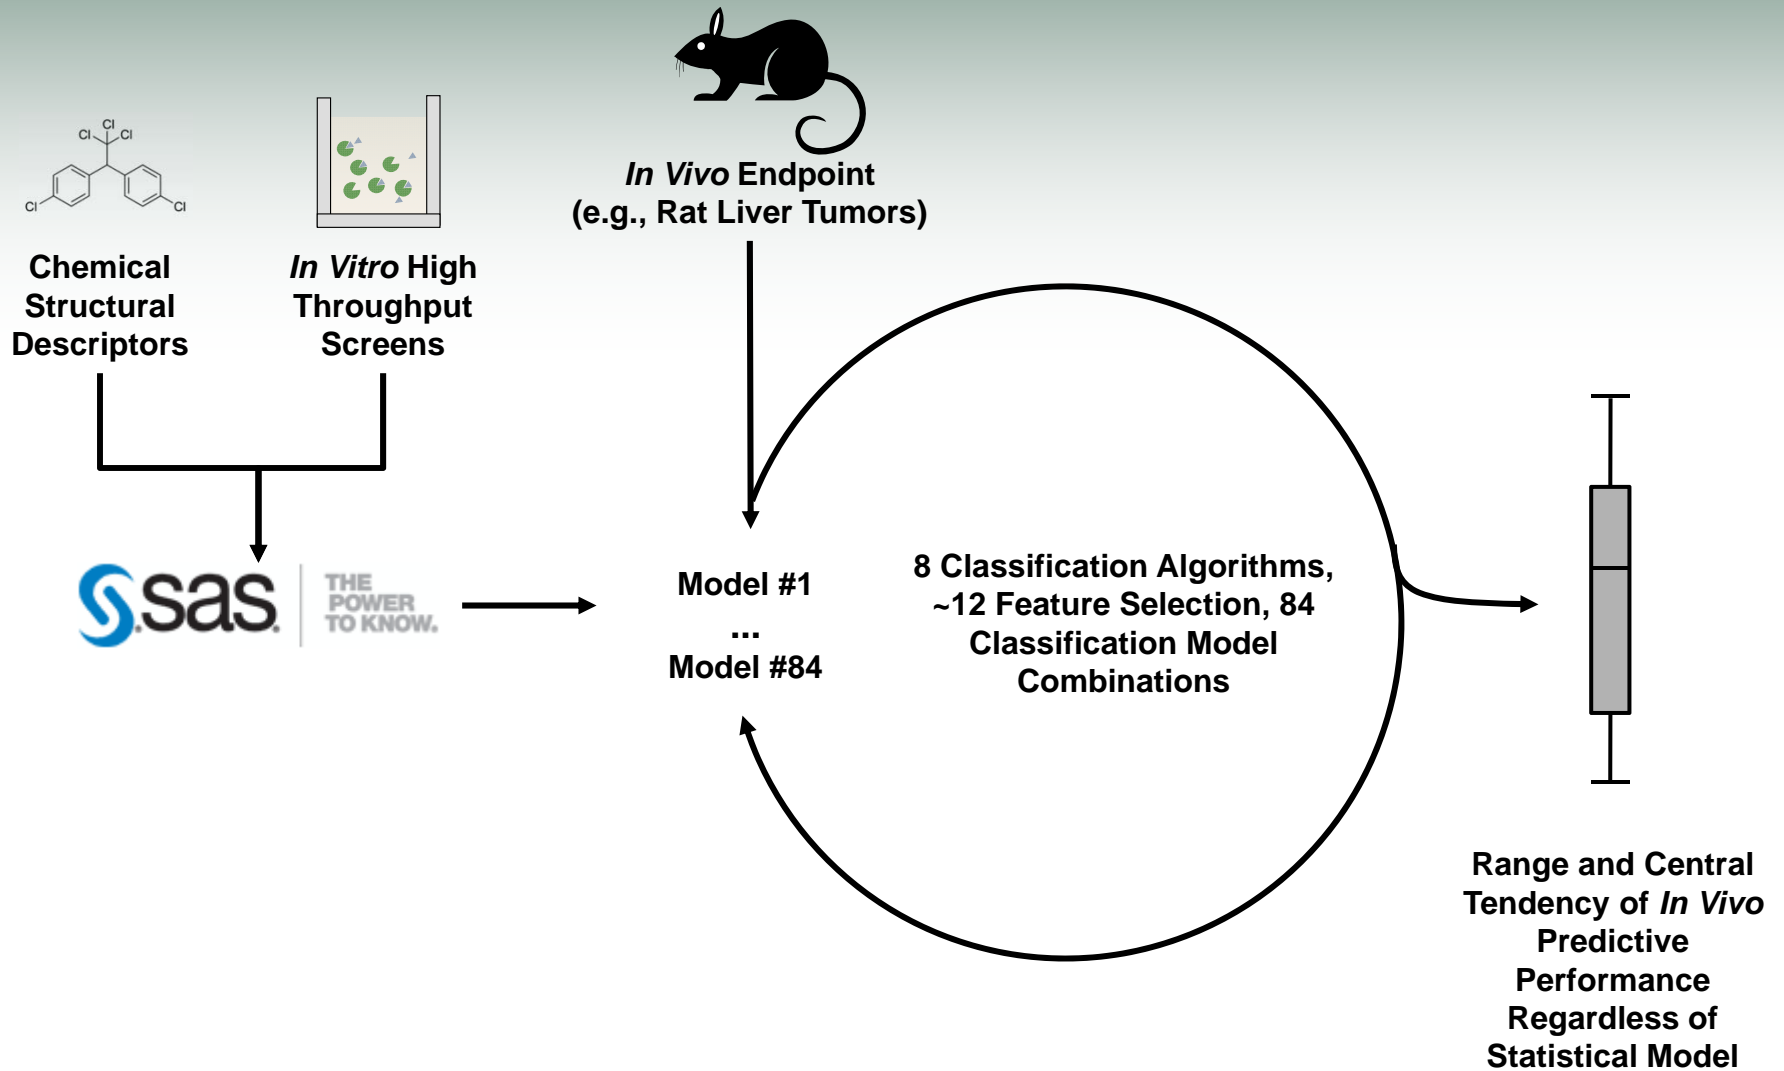 Cl
Cl
Cl
Cl
Cl
Chemical
Structural
Descriptors
In Vitro High
Throughput
Screens
In Vivo Endpoint
(e.g., Rat Liver Tumors)
sas
THE
POWER
TO KNOW.
Model #1
...
Model #84
8 Classification Algorithms,
~12 Feature Selection, 84
Classification Model
Combinations
Range and Central
Tendency of In Vivo
Predictive
Performance
Regardless of
Statistical Model